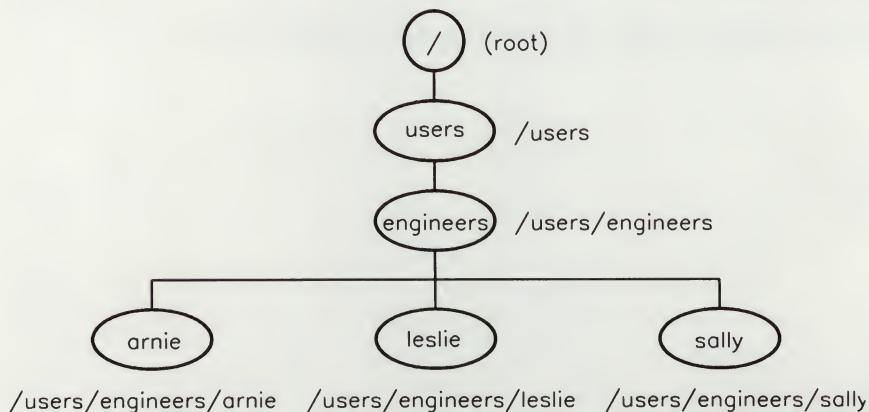 / (root)
users /users
engineers /users/engineers
arnie leslie sally
/users/engineers/arnie /users/engineers/leslie /users/engineers/sally